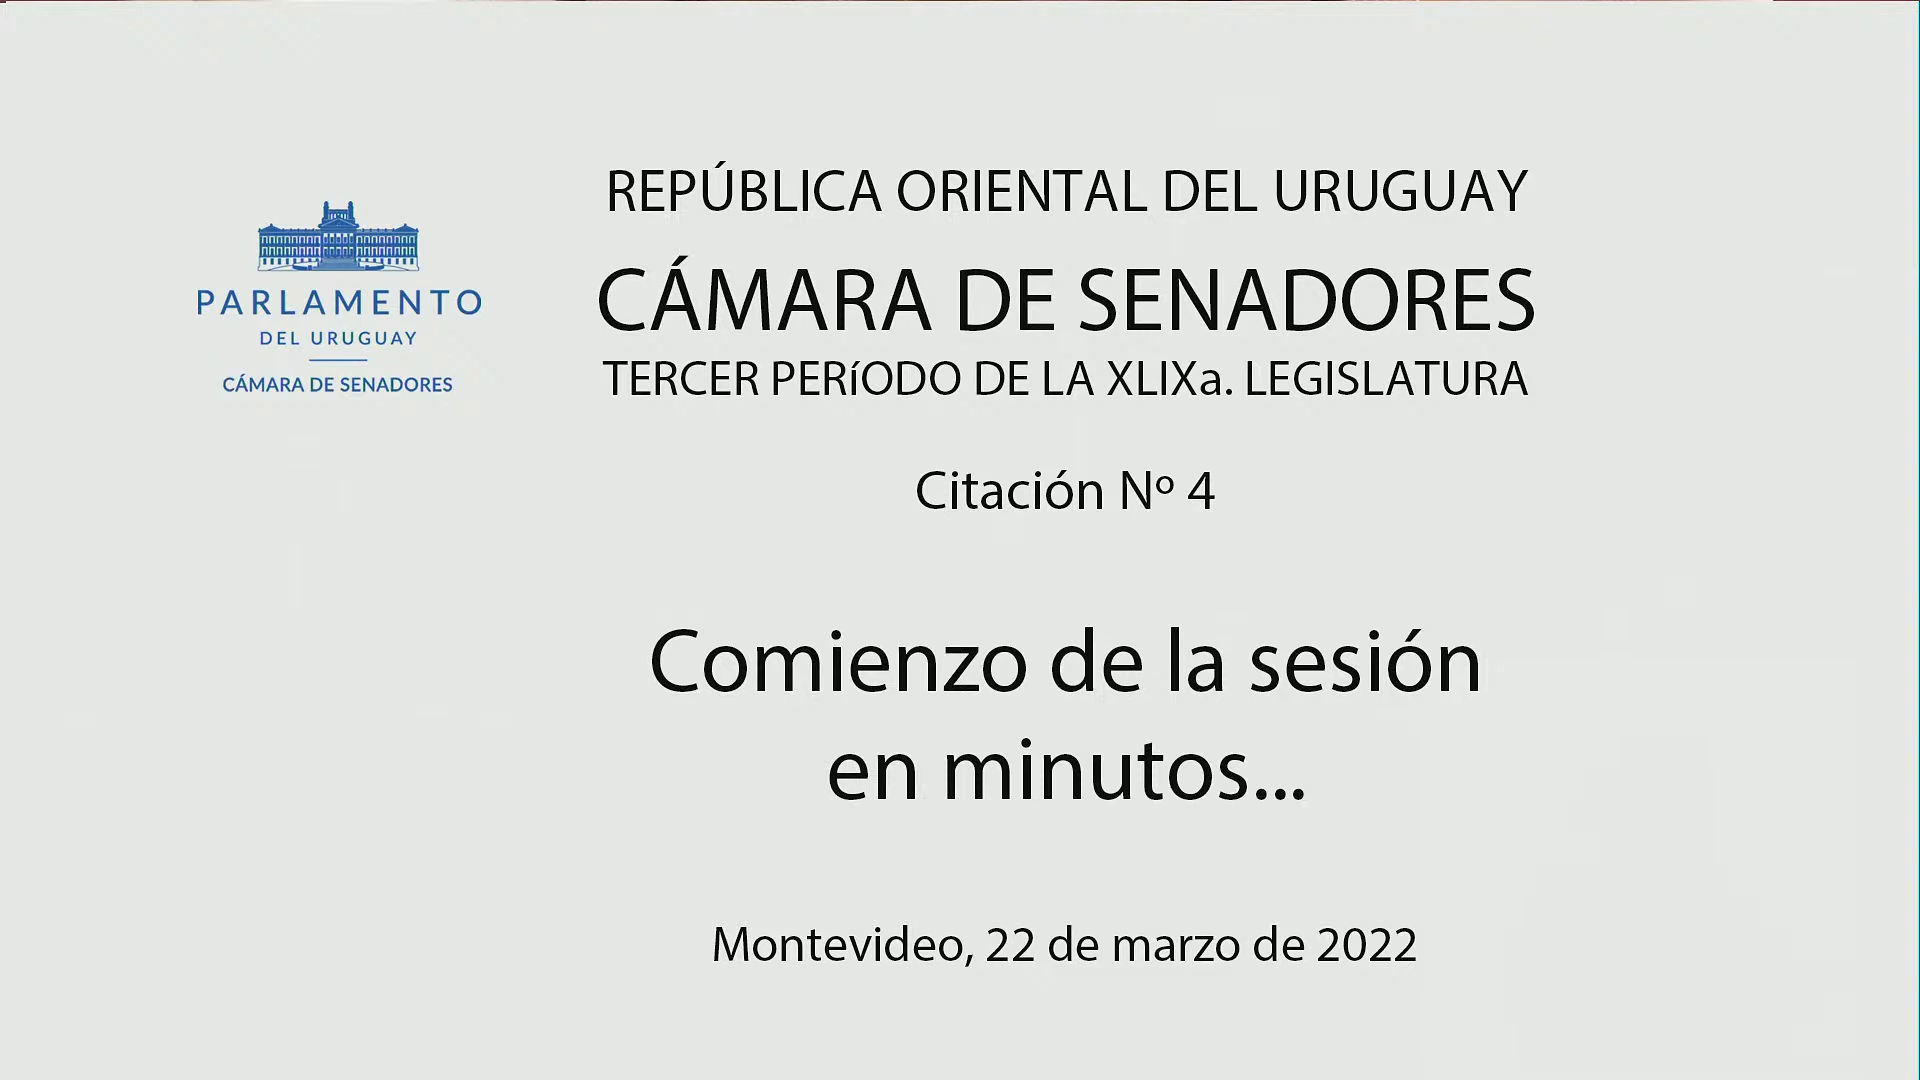 PARLAMENTO
DEL URUGUAY
CÁMARA DE SENADORES
REPÚBLICA ORIENTAL DEL URUGUAY
CÁMARA DE SENADORES
TERCER PERíODO DE LA XLIXa. LEGISLATURA
Citación Nº 4
Comienzo de la sesión
en minutos...
Montevideo, 22 de marzo de 2022